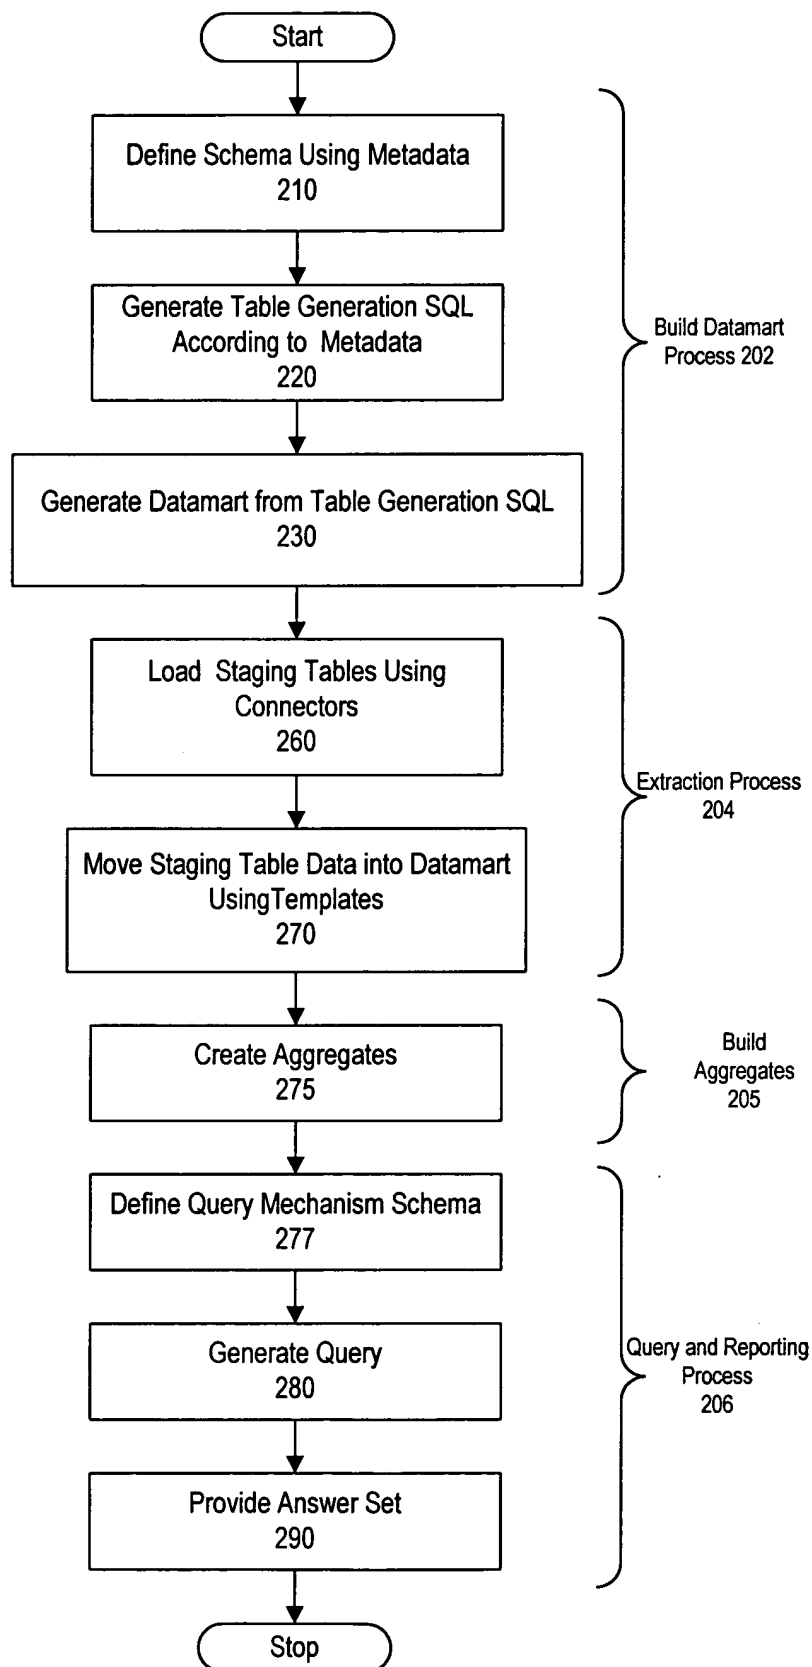 Start
Define Schema Using Metadata
210
Generate Table Generation SQL
According to Metadata
220
Generate Datamart from Table Generation SQL
230
Build Datamart
Process 202
Load Staging Tables Using
Connectors
260
Move Staging Table Data into Datamart
UsingTemplates
270
Extraction Process
204
Create Aggregates
275
Build
Aggregates
205
Define Query Mechanism Schema
277
Generate Query
280
Provide Answer Set
290
Query and Reporting
Process
206
Stop